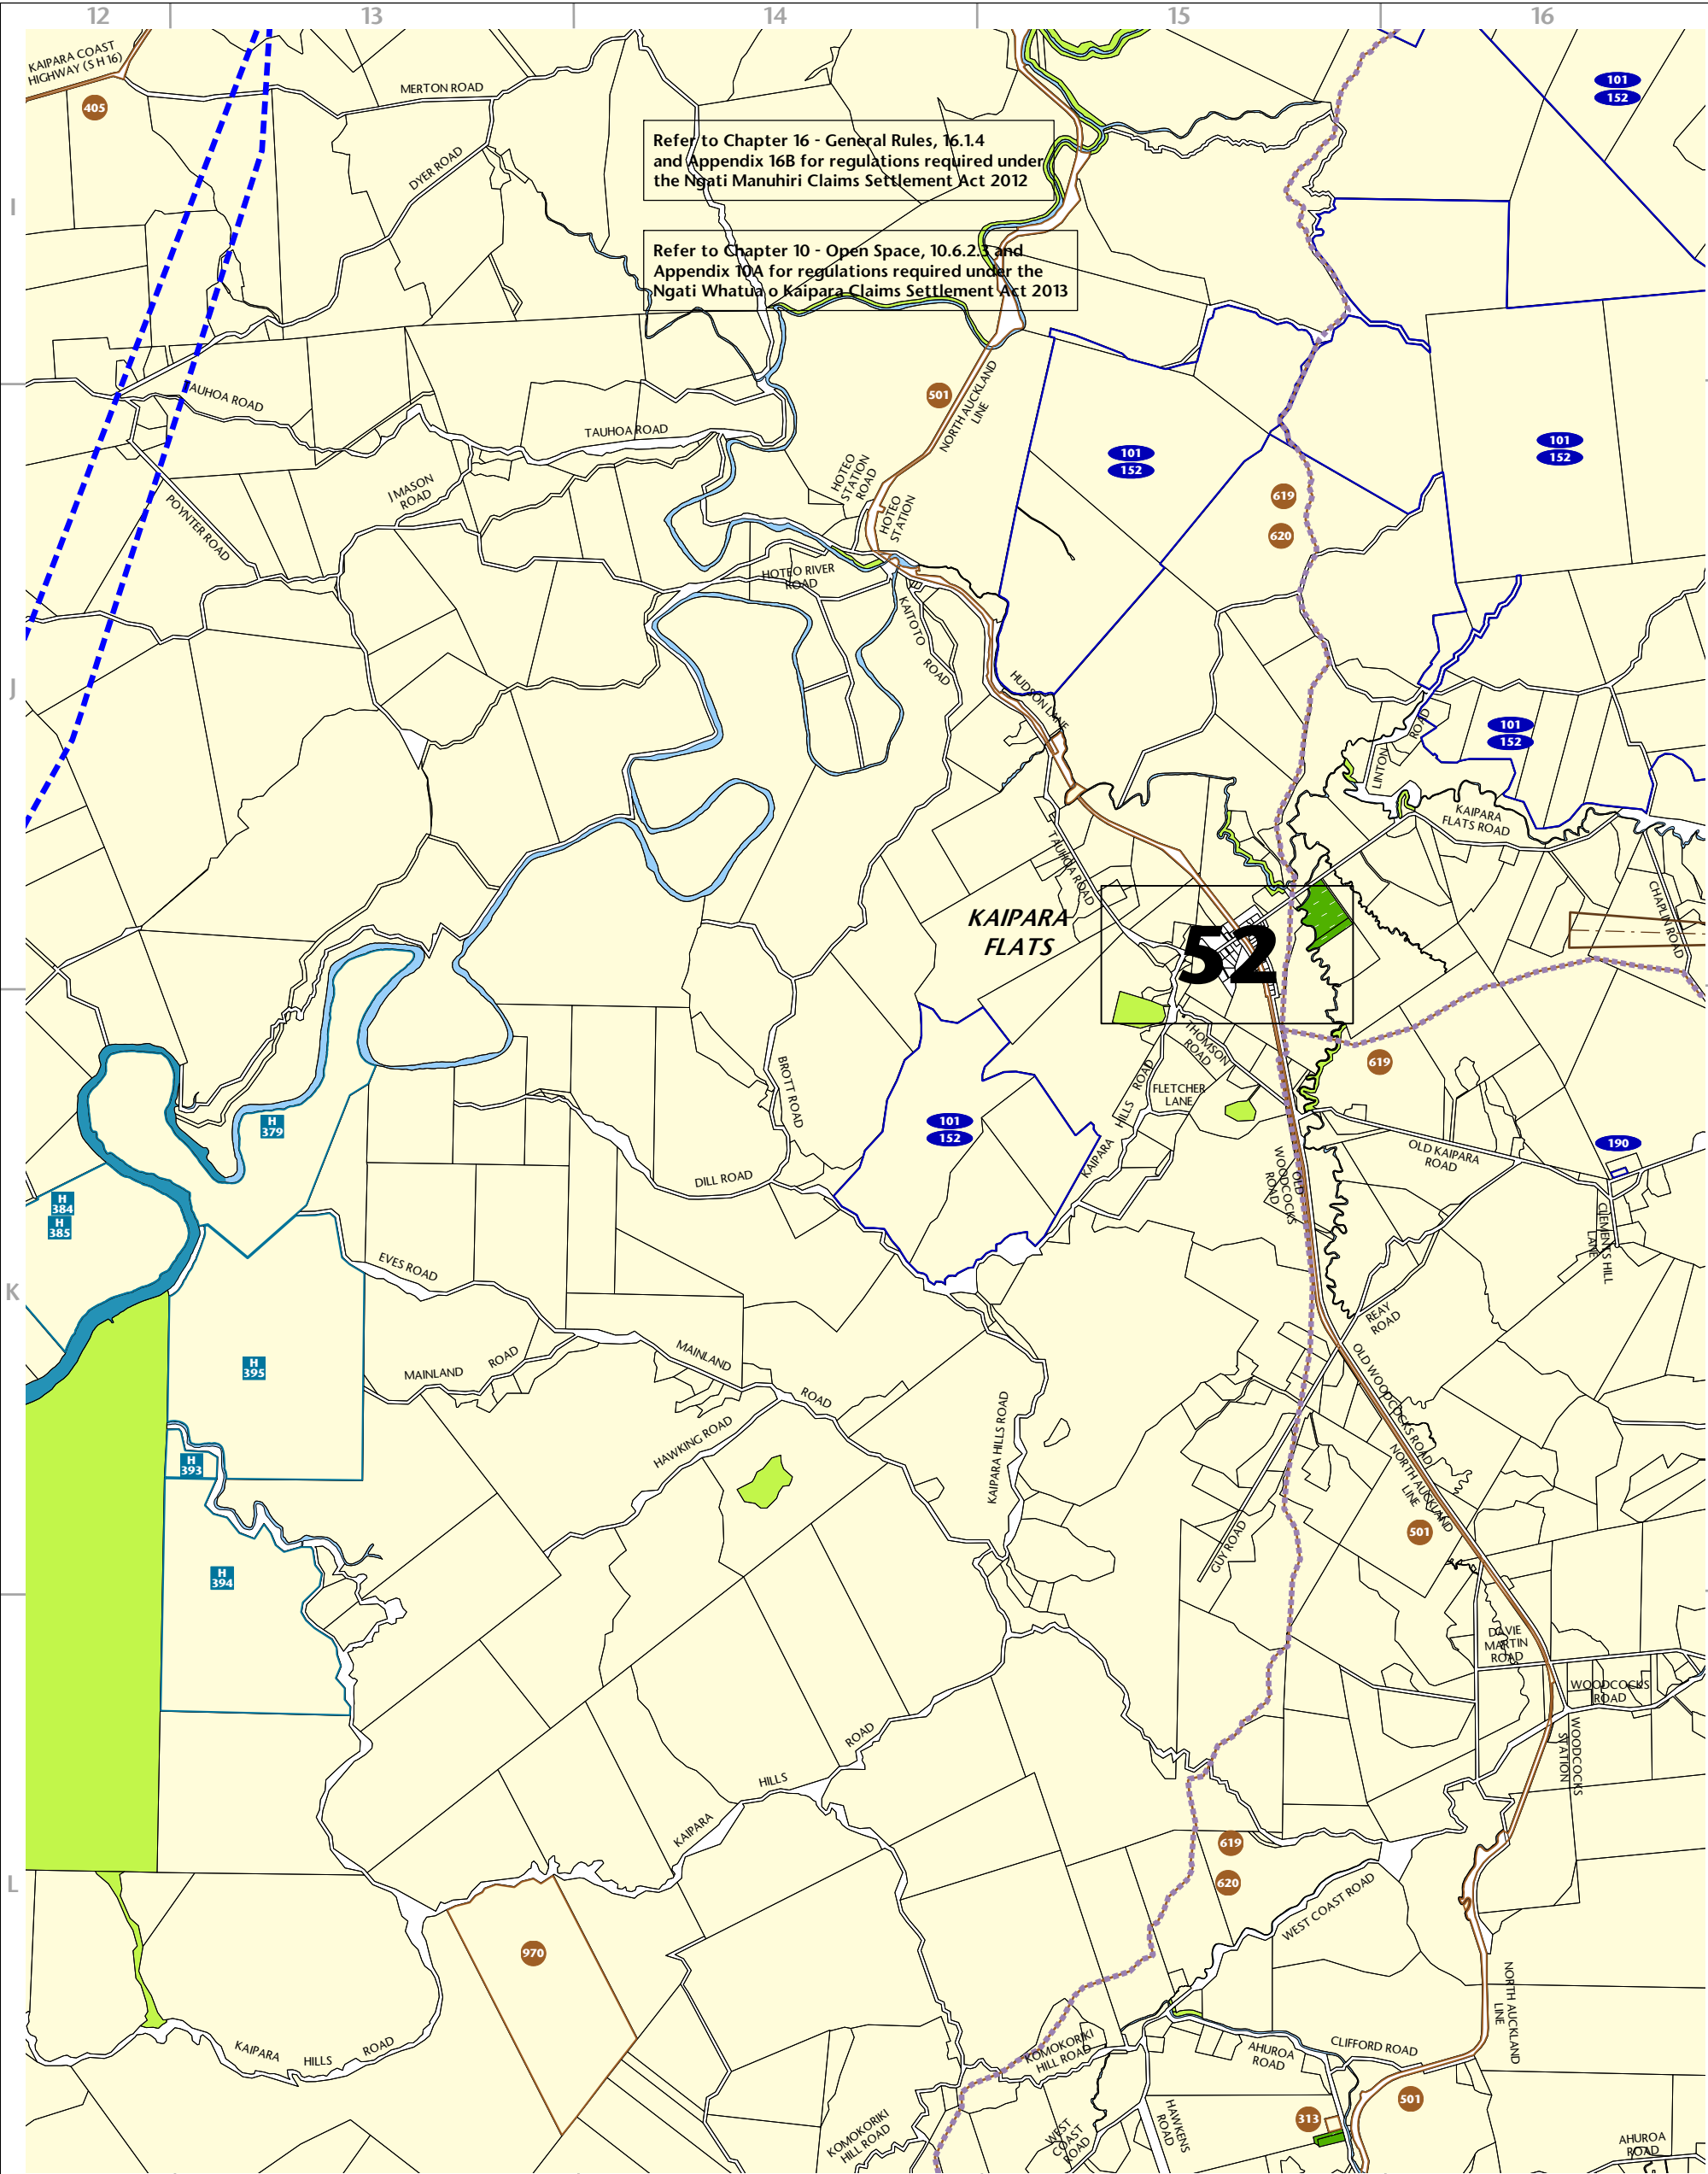 12
13
14
15
16
KAIPARA COAST
HIGHWAY (S H 16)
405
MERTON ROAD
DYER ROAD
101
152
Refer to Chapter 16 - General Rules, 16.1.4
and Appendix 16B for regulations required under
the Ngati Manuhiri Claims Settlement Act 2012
I
Refer to Chapter 10 - Open Space, 10.6.2.3 and
Appendix 10A for regulations required under the
Ngati Whatua o Kaipara Claims Settlement Act 2013
TAUHOA ROAD
501
NORTH AUCKLAND
LINE
TAUHOA ROAD
101
152
101
152
J MASON
ROAD
POYNTER ROAD
HOTEO
STATION
ROAD
HOTEO
STATION
619
620
HOTEO RIVER
ROAD
KAITOTO
ROAD
J
HUDSON LANE
LINTON
ROAD
101
152
KAIPARA
FLATS ROAD
TAUHOA ROAD
CHAPLIN ROAD
KAIPARA
FLATS
52
THOMSON
ROAD
619
BROTT ROAD
H
379
101
152
KAIPARA
HILLS
ROAD
FLETCHER
LANE
OLD KAIPARA
ROAD
190
DILL ROAD
H
384
H
385
OLD
WOODCOCKS
ROAD
CLEMENTS HILL
LANE
EVES ROAD
K
REAY
ROAD
MAINLAND
ROAD
H
395
MAINLAND
ROAD
OLD WOODCOCKS ROAD
HAWKING ROAD
KAIPARA HILLS ROAD
H
393
NORTH AUCKLAND
LINE
501
GUY ROAD
H
394
DAVIE
MARTIN
ROAD
WOODCOCKS
ROAD
WOODCOCKS
STATION
ROAD
HILLS
KAIPARA
619
620
L
WEST COAST ROAD
970
NORTH AUCKLAND
LINE
KAIPARA
HILLS
ROAD
KOMOKORIKI
HILL ROAD
AHUROA
ROAD
CLIFFORD ROAD
501
313
KOMOKORIKI
HILL ROAD
WEST
COAST
ROAD
HAWKENS
ROAD
AHUROA
ROAD